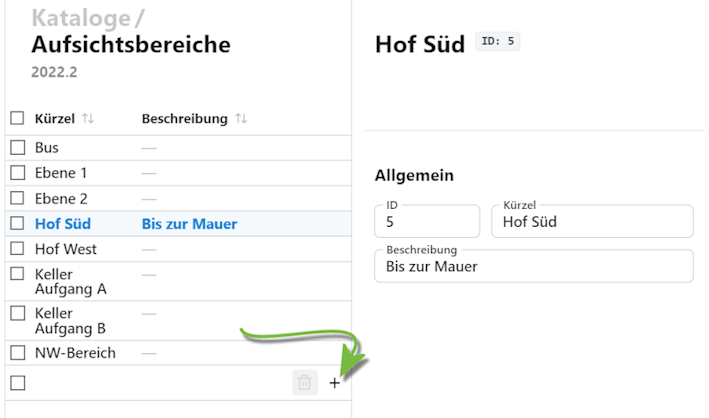 Kataloge/
Aufsichtsbereiche
2022.2
Kürzel Beschreibung
Bus —
Ebene 1 —
Ebene 2 —
Hof Süd Bis zur Mauer
Hof West —
Keller
Aufgang A —
Keller
Aufgang B —
NW-Bereich —
+
Hof Süd ID: 5
Allgemein
ID
5
Kürzel
Hof Süd
Beschreibung
Bis zur Mauer